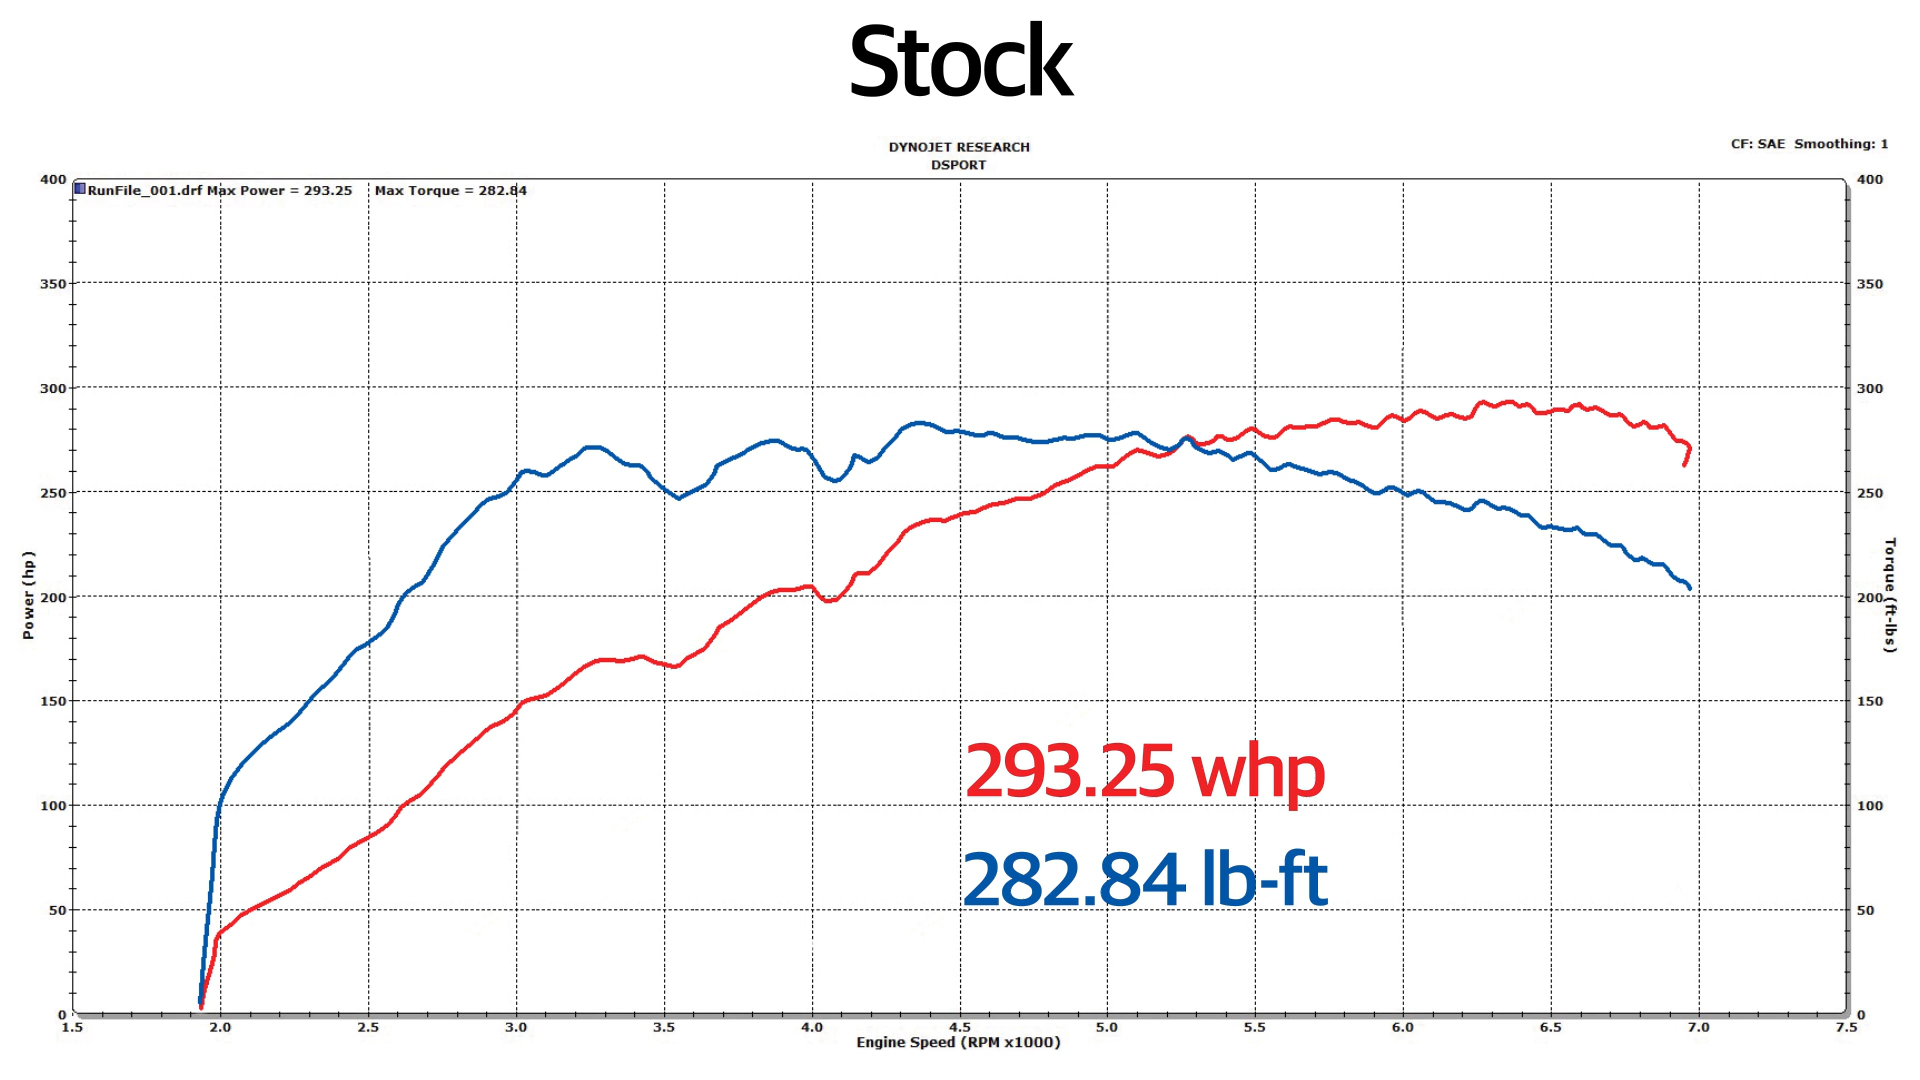 Stock
DYNOJET RESEARCH
DSPORT
CF: SAE  Smoothing: 1
RunFile_001.drf Max Power = 293.25    Max Torque = 282.84
400
350
300
250
200
150
100
50
0
Power (hp)
400
350
300
250
200
150
100
50
0
Torque (ft-lbs)
293.25 whp
282.84 lb-ft
1.5 2.0 2.5 3.0 3.5 4.0 4.5 5.0 5.5 6.0 6.5 7.0 7.5
Engine Speed (RPM x1000)